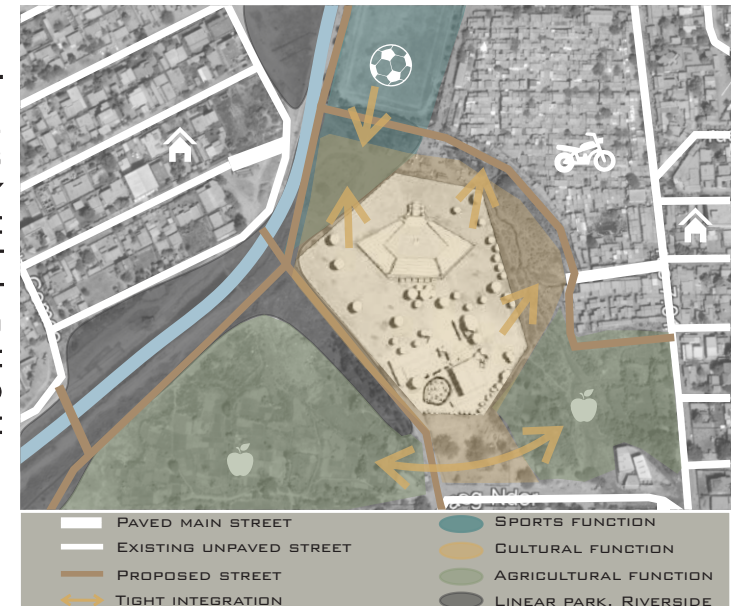 PAVED MAIN STREET
EXISTING UNPAVED STREET
PROPOSED STREET
TIGHT INTEGRATION
SPORTS FUNCTION
CULTURAL FUNCTION
AGRICULTURAL FUNCTION
LINEAR PARK, RIVERSIDE